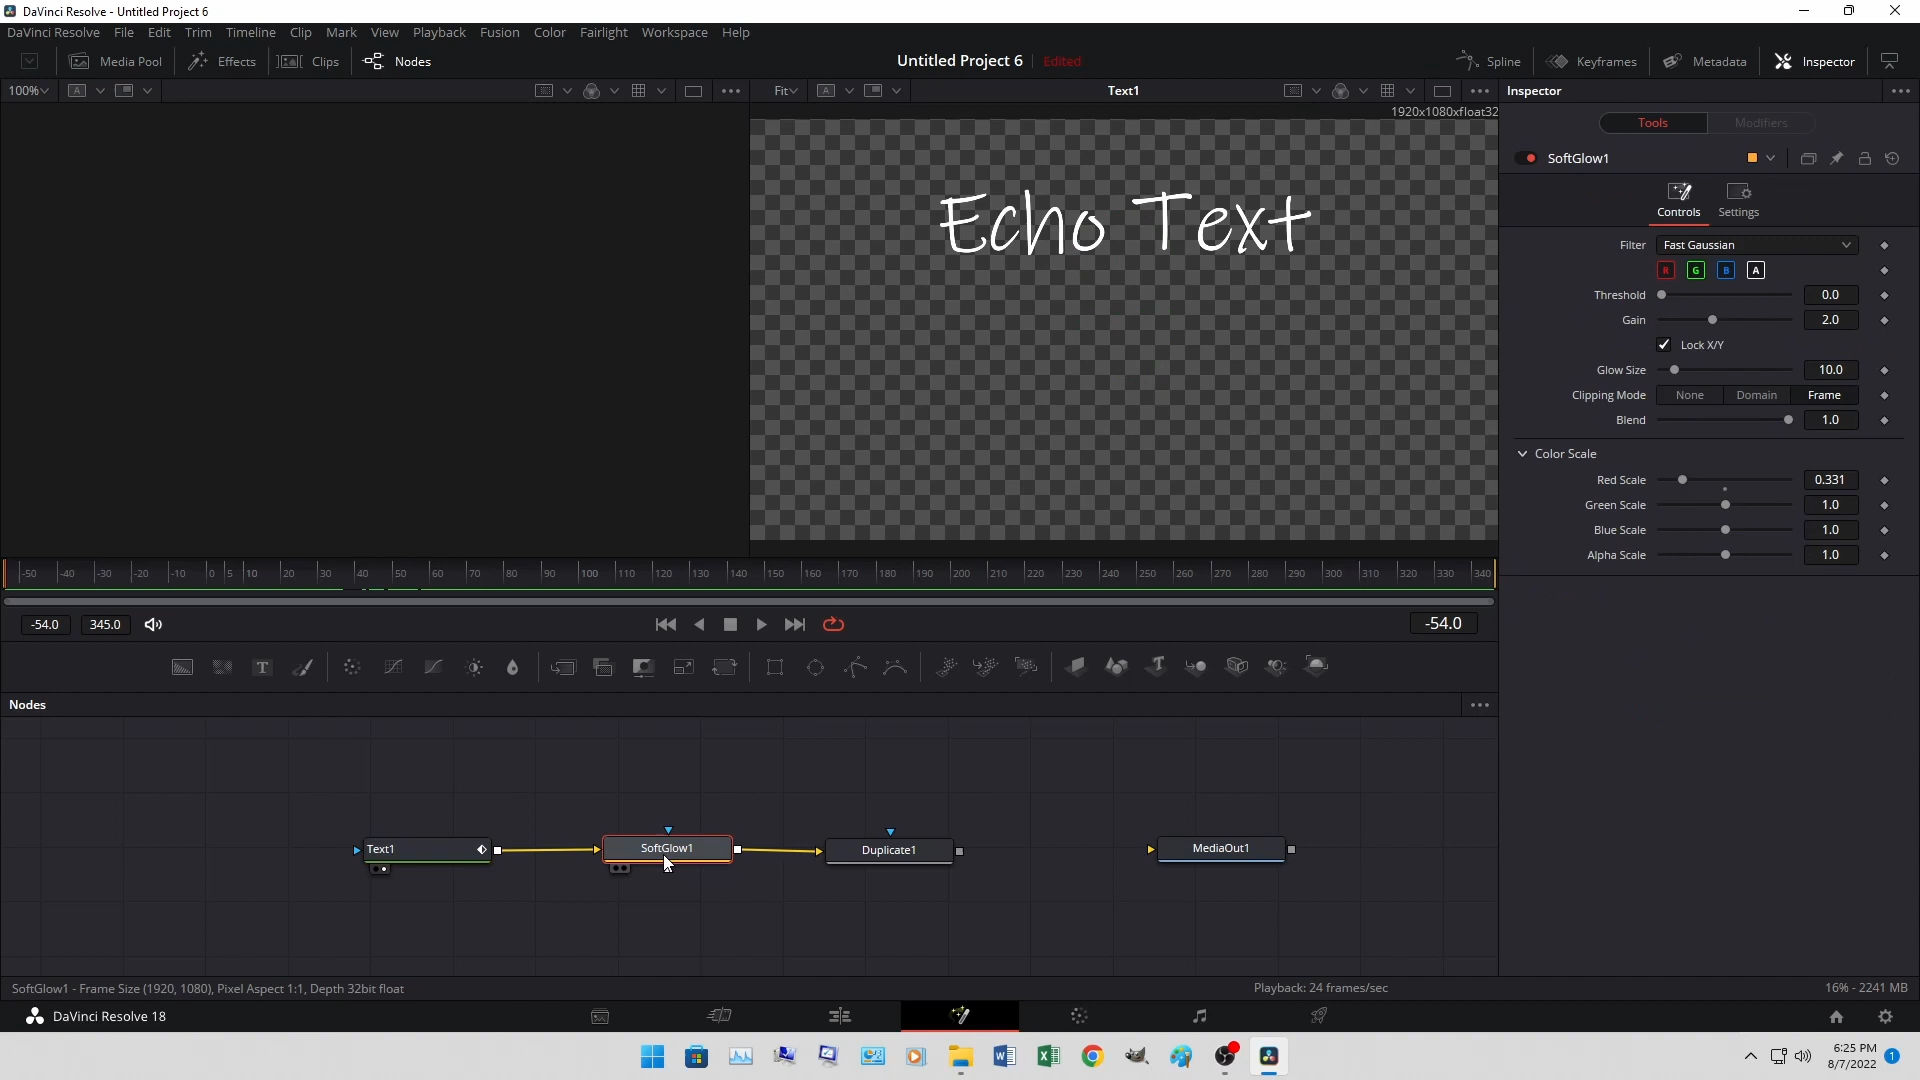 DaVinci Resolve - Untitled Project 6
DaVinci Resolve File Edit Trim Timeline Clip Mark View Playback Fusion Color Fairlight Workspace Help
Media Pool Effects Clips Nodes Untitled Project 6 Edited Spline Keyframes Metadata Inspector
100% A Fit A Text1 Inspector
1920x1080xfloat32
Tools Modifiers
SoftGlow1
Echo Text
Controls Settings
Filter Fast Gaussian
R G B A
Threshold 0.0
Gain 2.0
Lock X/Y
Glow Size 10.0
Clipping Mode None Domain Frame
Blend 1.0
Color Scale
Red Scale 0.331
Green Scale 1.0
Blue Scale 1.0
Alpha Scale 1.0
-50 -40 -30 -20 -10 0 5 10 20 30 40 50 60 70 80 90 100 110 120 130 140 150 160 170 180 190 200 210 220 230 240 250 260 270 280 290 300 310 320 330 340
-54.0 345.0 -54.0
T T
Nodes
Text1 SoftGlow1 Duplicate1 MediaOut1
SoftGlow1 - Frame Size (1920, 1080), Pixel Aspect 1:1, Depth 32bit float Playback: 24 frames/sec 16% - 2241 MB
DaVinci Resolve 18
6:25 PM
8/7/2022 1